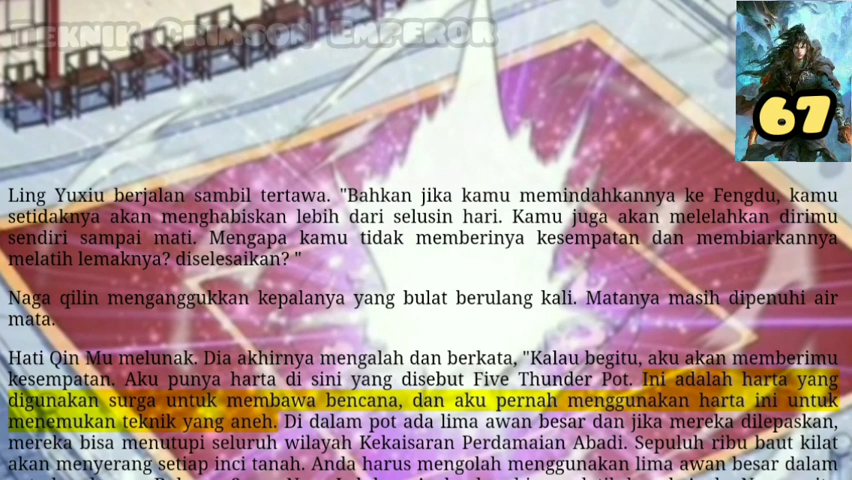 Teknik Crimson Emperor
67
Ling Yuxiu berjalan sambil tertawa. "Bahkan jika kamu memindahkannya ke Fengdu, kamu
setidaknya akan menghabiskan lebih dari selusin hari. Kamu juga akan melelahkan dirimu
sendiri sampai mati. Mengapa kamu tidak memberinya kesempatan dan membiarkannya
melatih lemaknya? diselesaikan? "
Naga qilin menganggukkan kepalanya yang bulat berulang kali. Matanya masih dipenuhi air
mata.
Hati Qin Mu melunak. Dia akhirnya mengalah dan berkata, "Kalau begitu, aku akan memberimu
kesempatan. Aku punya harta di sini yang disebut Five Thunder Pot. Ini adalah harta yang
digunakan surga untuk membawa bencana, dan aku pernah menggunakan harta ini untuk
menemukan teknik yang aneh. Di dalam pot ada lima awan besar dan jika mereka dilepaskan,
mereka bisa menutupi seluruh wilayah Kekaisaran Perdamaian Abadi. Sepuluh ribu baut kilat
akan menyerang setiap inci tanah. Anda harus mengolah menggunakan lima awan besar dalam